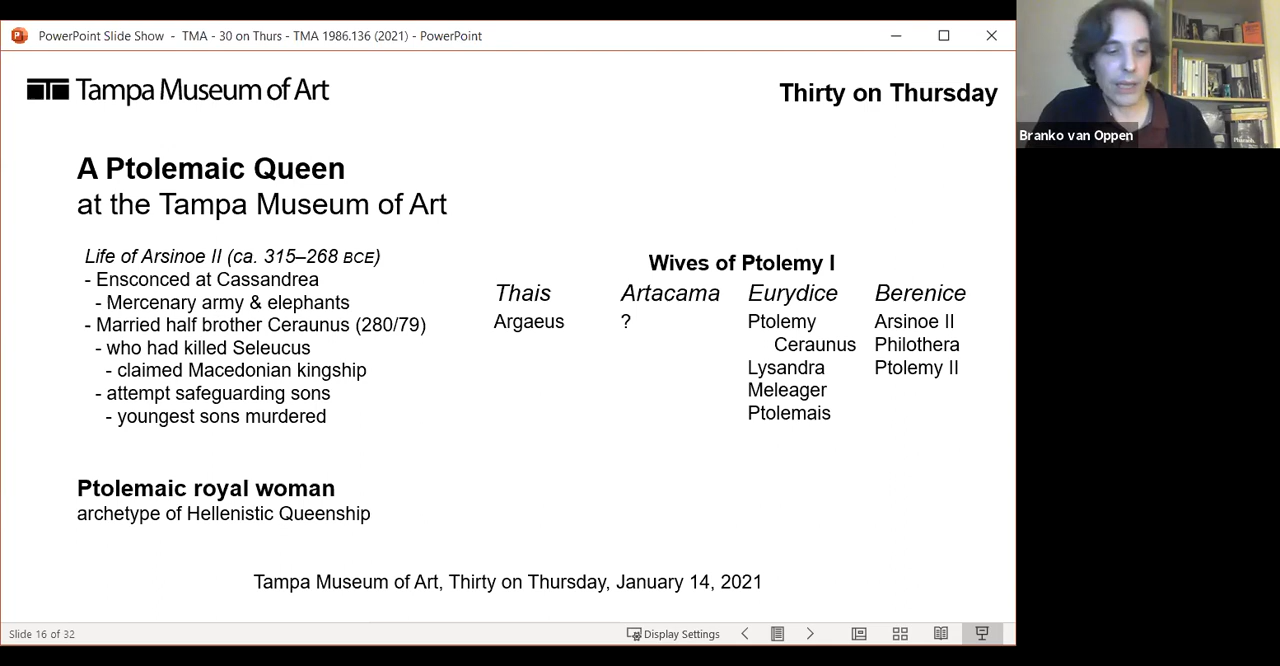 PowerPoint Slide Show - TMA - 30 on Thurs - TMA 1986.136 (2021) - PowerPoint
Tampa Museum of Art
Thirty on Thursday
Branko van Oppen
A Ptolemaic Queen
at the Tampa Museum of Art
Life of Arsinoe II (ca. 315–268 BCE)
- Ensconced at Cassandrea
- Mercenary army & elephants
- Married half brother Ceraunus (280/79)
- who had killed Seleucus
- claimed Macedonian kingship
- attempt safeguarding sons
- youngest sons murdered
Wives of Ptolemy I
Thais Artacama Eurydice Berenice
Argaeus ? Ptolemy Arsinoe II
Ceraunus Philothera
Lysandra Ptolemy II
Meleager
Ptolemais
Ptolemaic royal woman
archetype of Hellenistic Queenship
Tampa Museum of Art, Thirty on Thursday, January 14, 2021
Slide 16 of 32
Display Settings